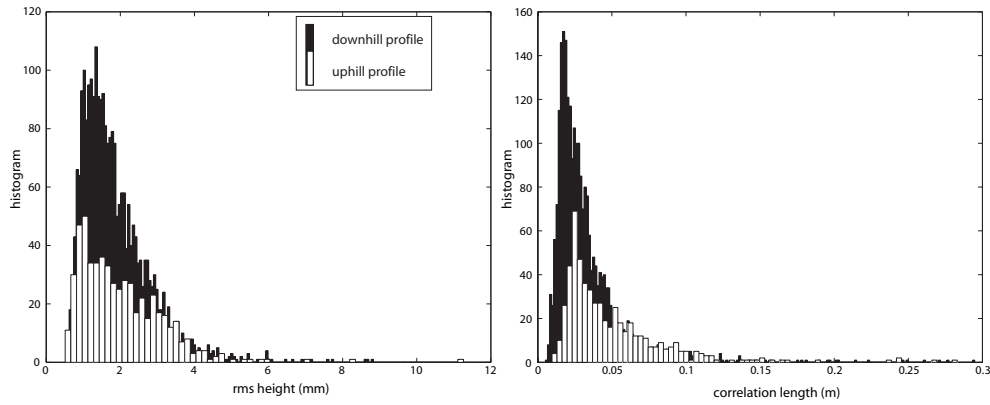 120
100
80
60
40
20
0
histogram
0 2 4 6 8 10 12
rms height (mm)
downhill profile
uphill profile
160
140
120
100
80
60
40
20
0
histogram
0 0.05 0.1 0.15 0.2 0.25 0.3
correlation length (m)